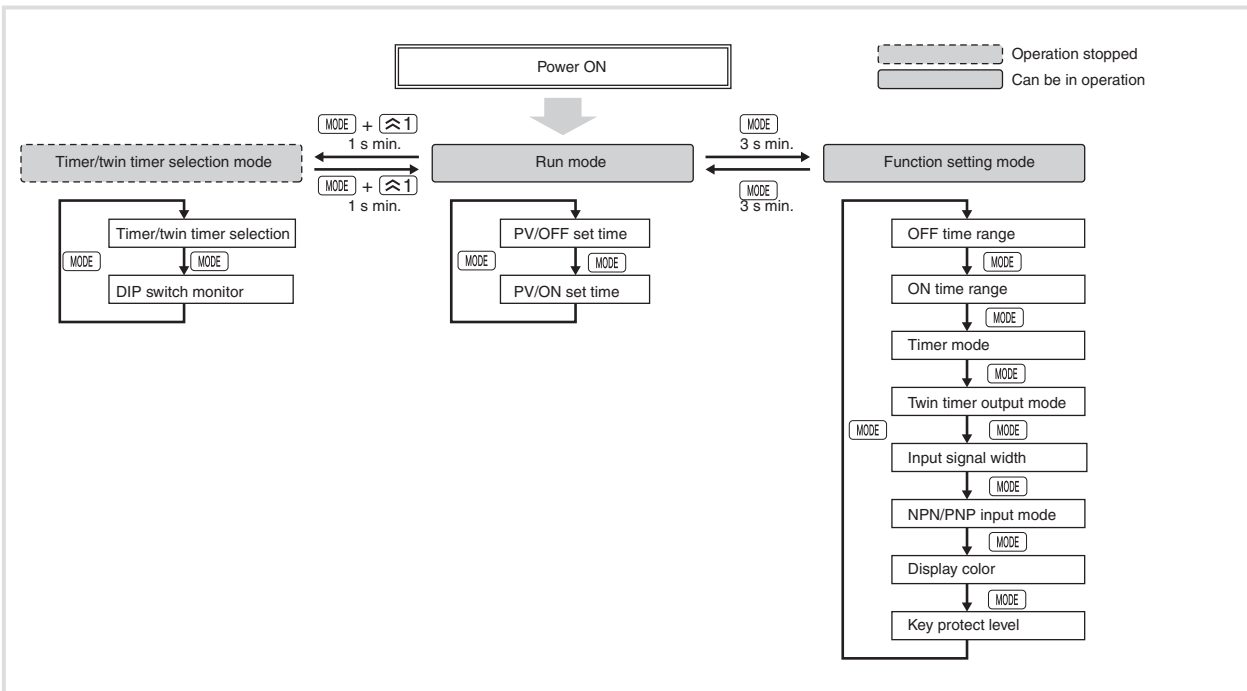 Power ON
Operation stopped
Can be in operation
MODE + 1
1 s min.
MODE
3 s min.
Timer/twin timer selection mode
Run mode
Function setting mode
MODE + 1
1 s min.
MODE
3 s min.
Timer/twin timer selection
MODE
MODE
DIP switch monitor
PV/OFF set time
MODE
MODE
PV/ON set time
OFF time range
MODE
ON time range
MODE
Timer mode
MODE
Twin timer output mode
MODE
MODE
Input signal width
MODE
NPN/PNP input mode
MODE
Display color
MODE
Key protect level